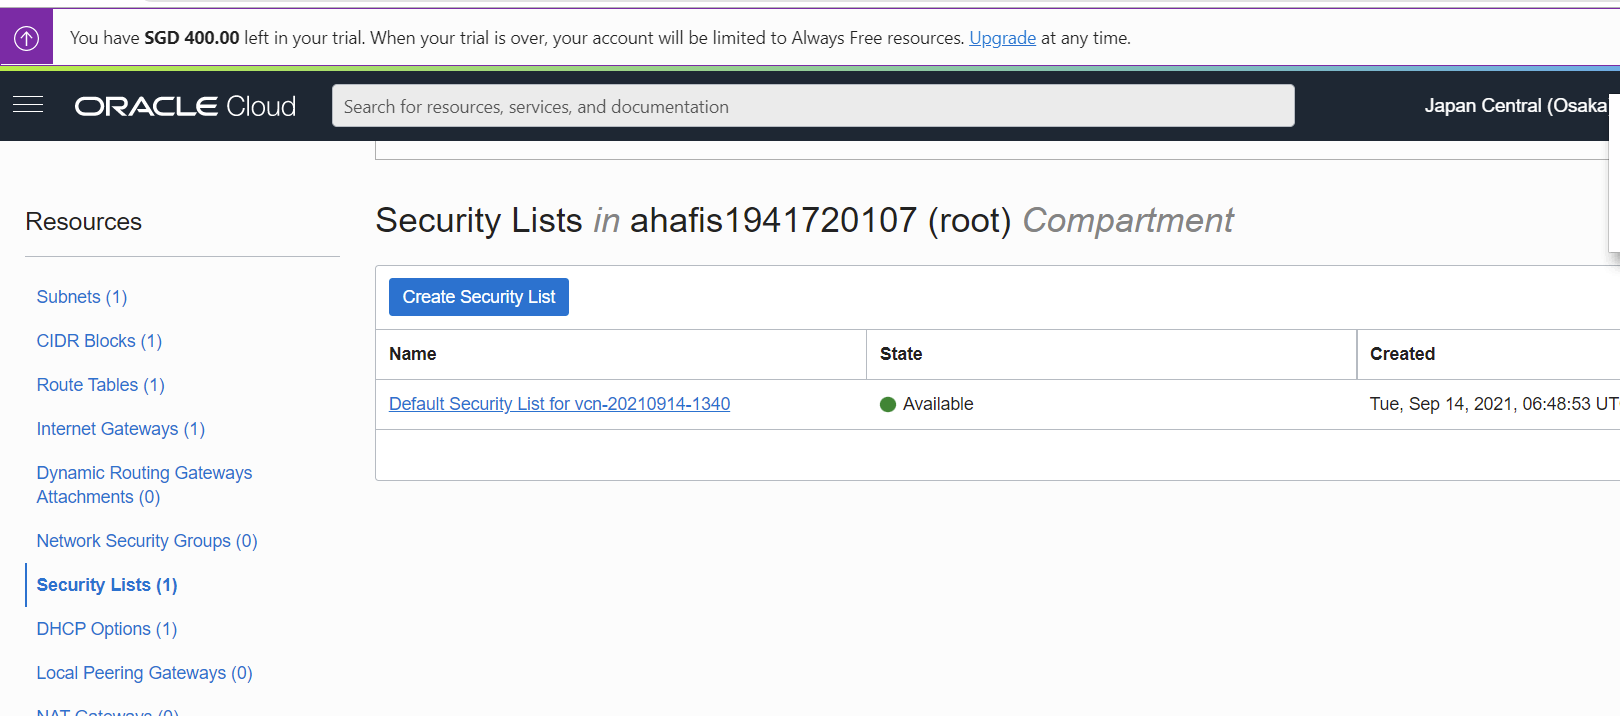 You have SGD 400.00 left in your trial. When your trial is over, your account will be limited to Always Free resources. Upgrade at any time.
ORACLE Cloud
Search for resources, services, and documentation
Japan Central (Osaka
Resources
Subnets (1)
CIDR Blocks (1)
Route Tables (1)
Internet Gateways (1)
Dynamic Routing Gateways
Attachments (0)
Network Security Groups (0)
Security Lists (1)
DHCP Options (1)
Local Peering Gateways (0)
NAT Gateways (0)
Security Lists in ahafis1941720107 (root) Compartment
Create Security List
Name State Created
Default Security List for vcn-20210914-1340 Available Tue, Sep 14, 2021, 06:48:53 UT